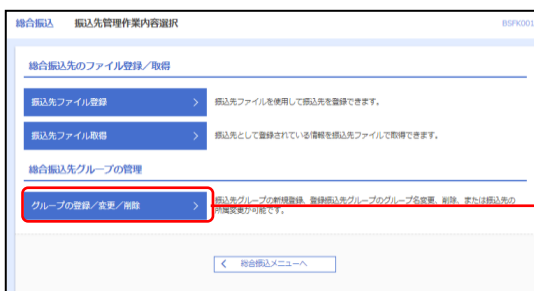 総合振込 振込先管理作業内容選択 BSFK001
総合振込先のファイル登録／取得
振込先ファイル登録 > 振込先ファイルを使用して振込先を登録できます。
振込先ファイル取得 > 振込先として登録されている情報を振込先ファイルで取得できます。
総合振込先グループの管理
グループの登録／変更／削除 > 振込先グループの新規登録、登録振込先グループのグループ名変更、削除、または振込先の
所属変更が可能です。
< 総合振込メニューへ